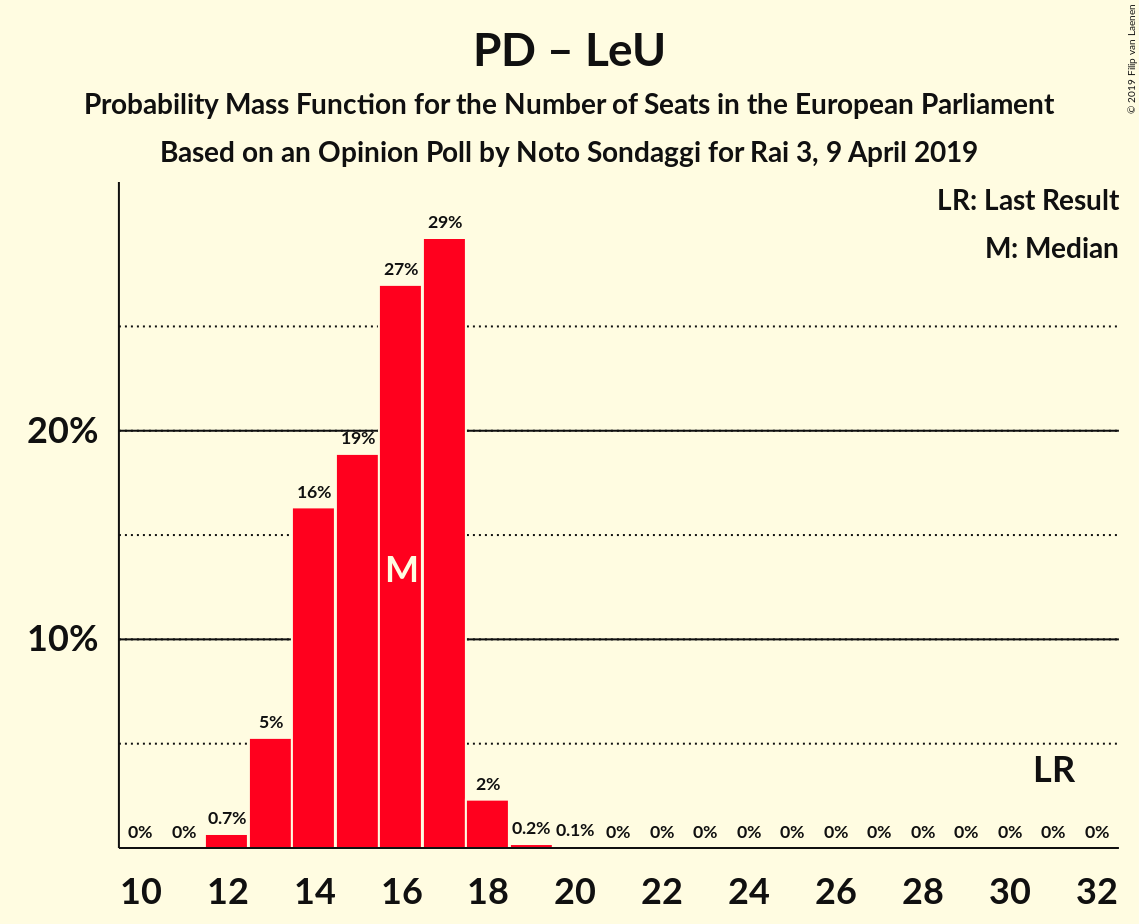 PD – LeU
Probability Mass Function for the Number of Seats in the European Parliament
Based on an Opinion Poll by Noto Sondaggi for Rai 3, 9 April 2019
© 2019 Filip van Laenen
LR: Last Result
M: Median
20%
10%
0% 0% 0.7% 5% 16% 19% 27% 29% 2% 0.2% 0.1% 0% 0% 0% 0% 0% 0% 0% 0% 0% 0% 0% 0%
M
LR
10 12 14 16 18 20 22 24 26 28 30 32